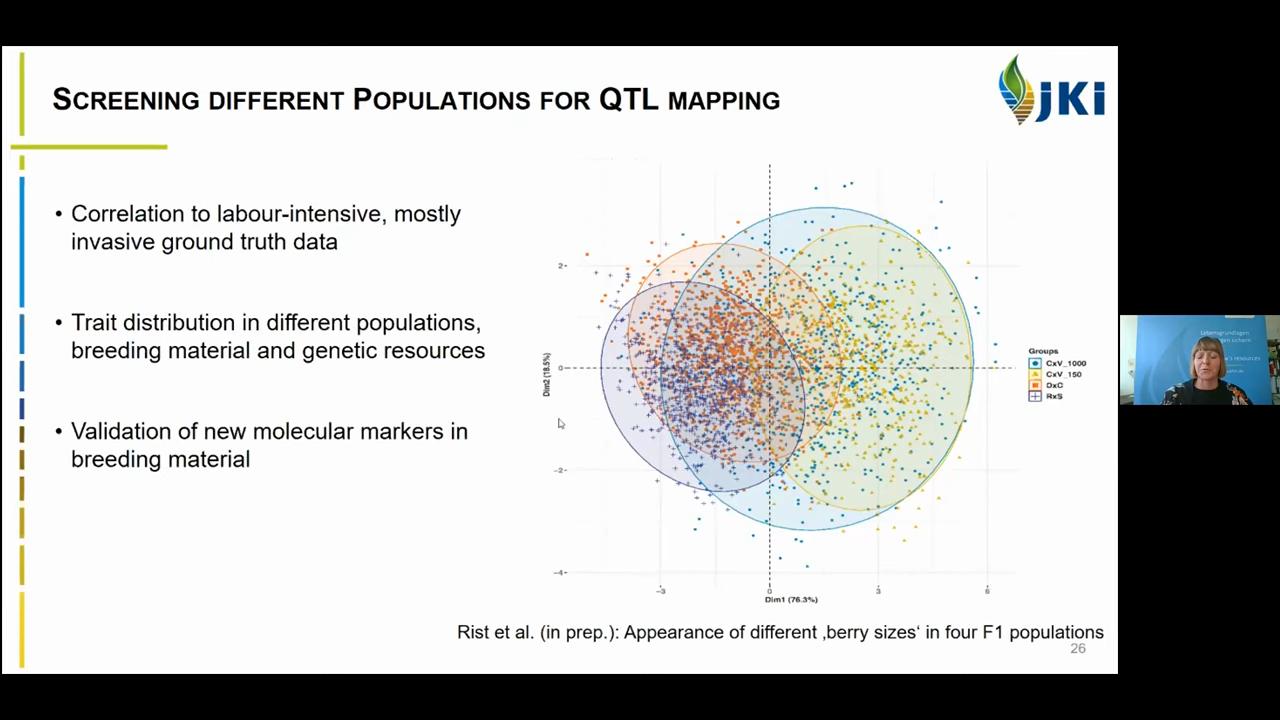 SCREENING DIFFERENT POPULATIONS FOR QTL MAPPING
JKi
• Correlation to labour-intensive, mostly
invasive ground truth data
• Trait distribution in different populations,
breeding material and genetic resources
• Validation of new molecular markers in
breeding material
2
0
−2
−4
Dim2 (18.5%)
−3
0
3
6
Dim1 (76.3%)
Groups
CxV_1000
CxV_150
DxC
RxS
Rist et al. (in prep.): Appearance of different ‚berry sizes‘ in four F1 populations
26
Lebensgrundlagen
sichern